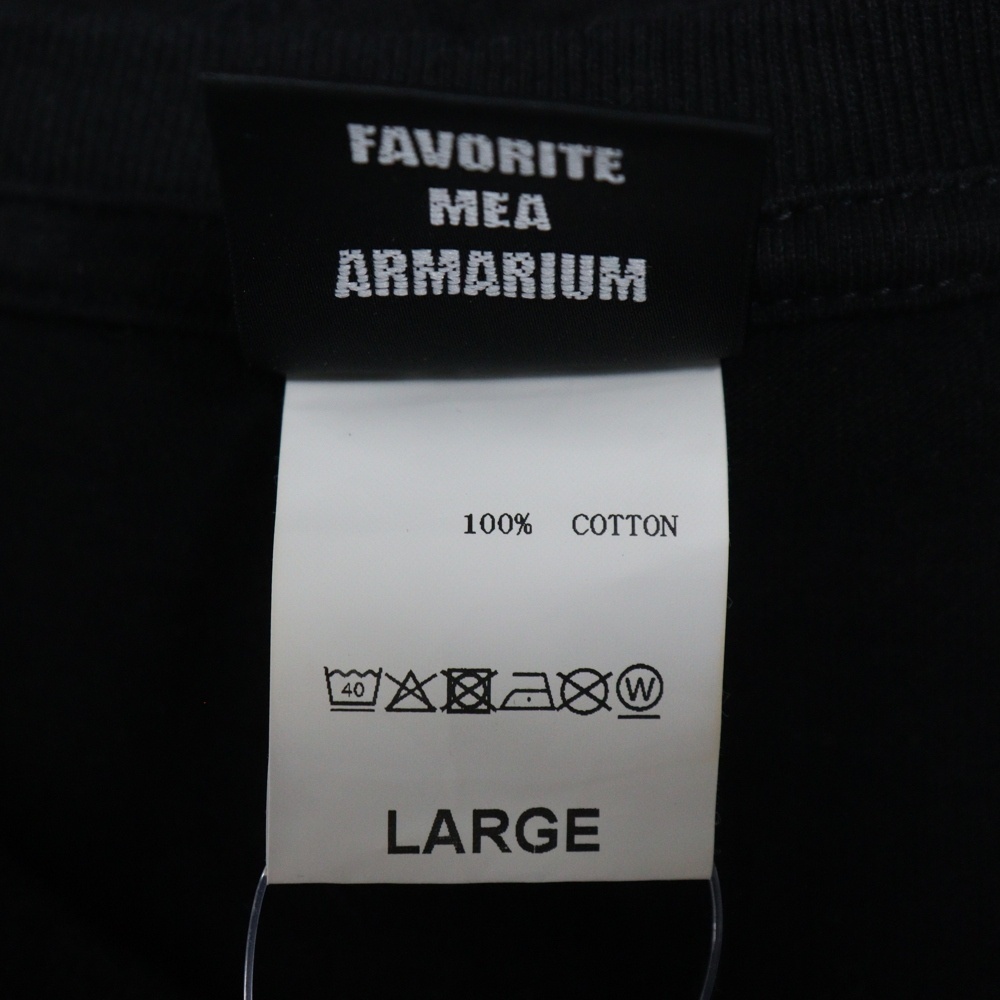 FAVORITE
MEA
ARMARIUM
100% COTTON
40 W
LARGE